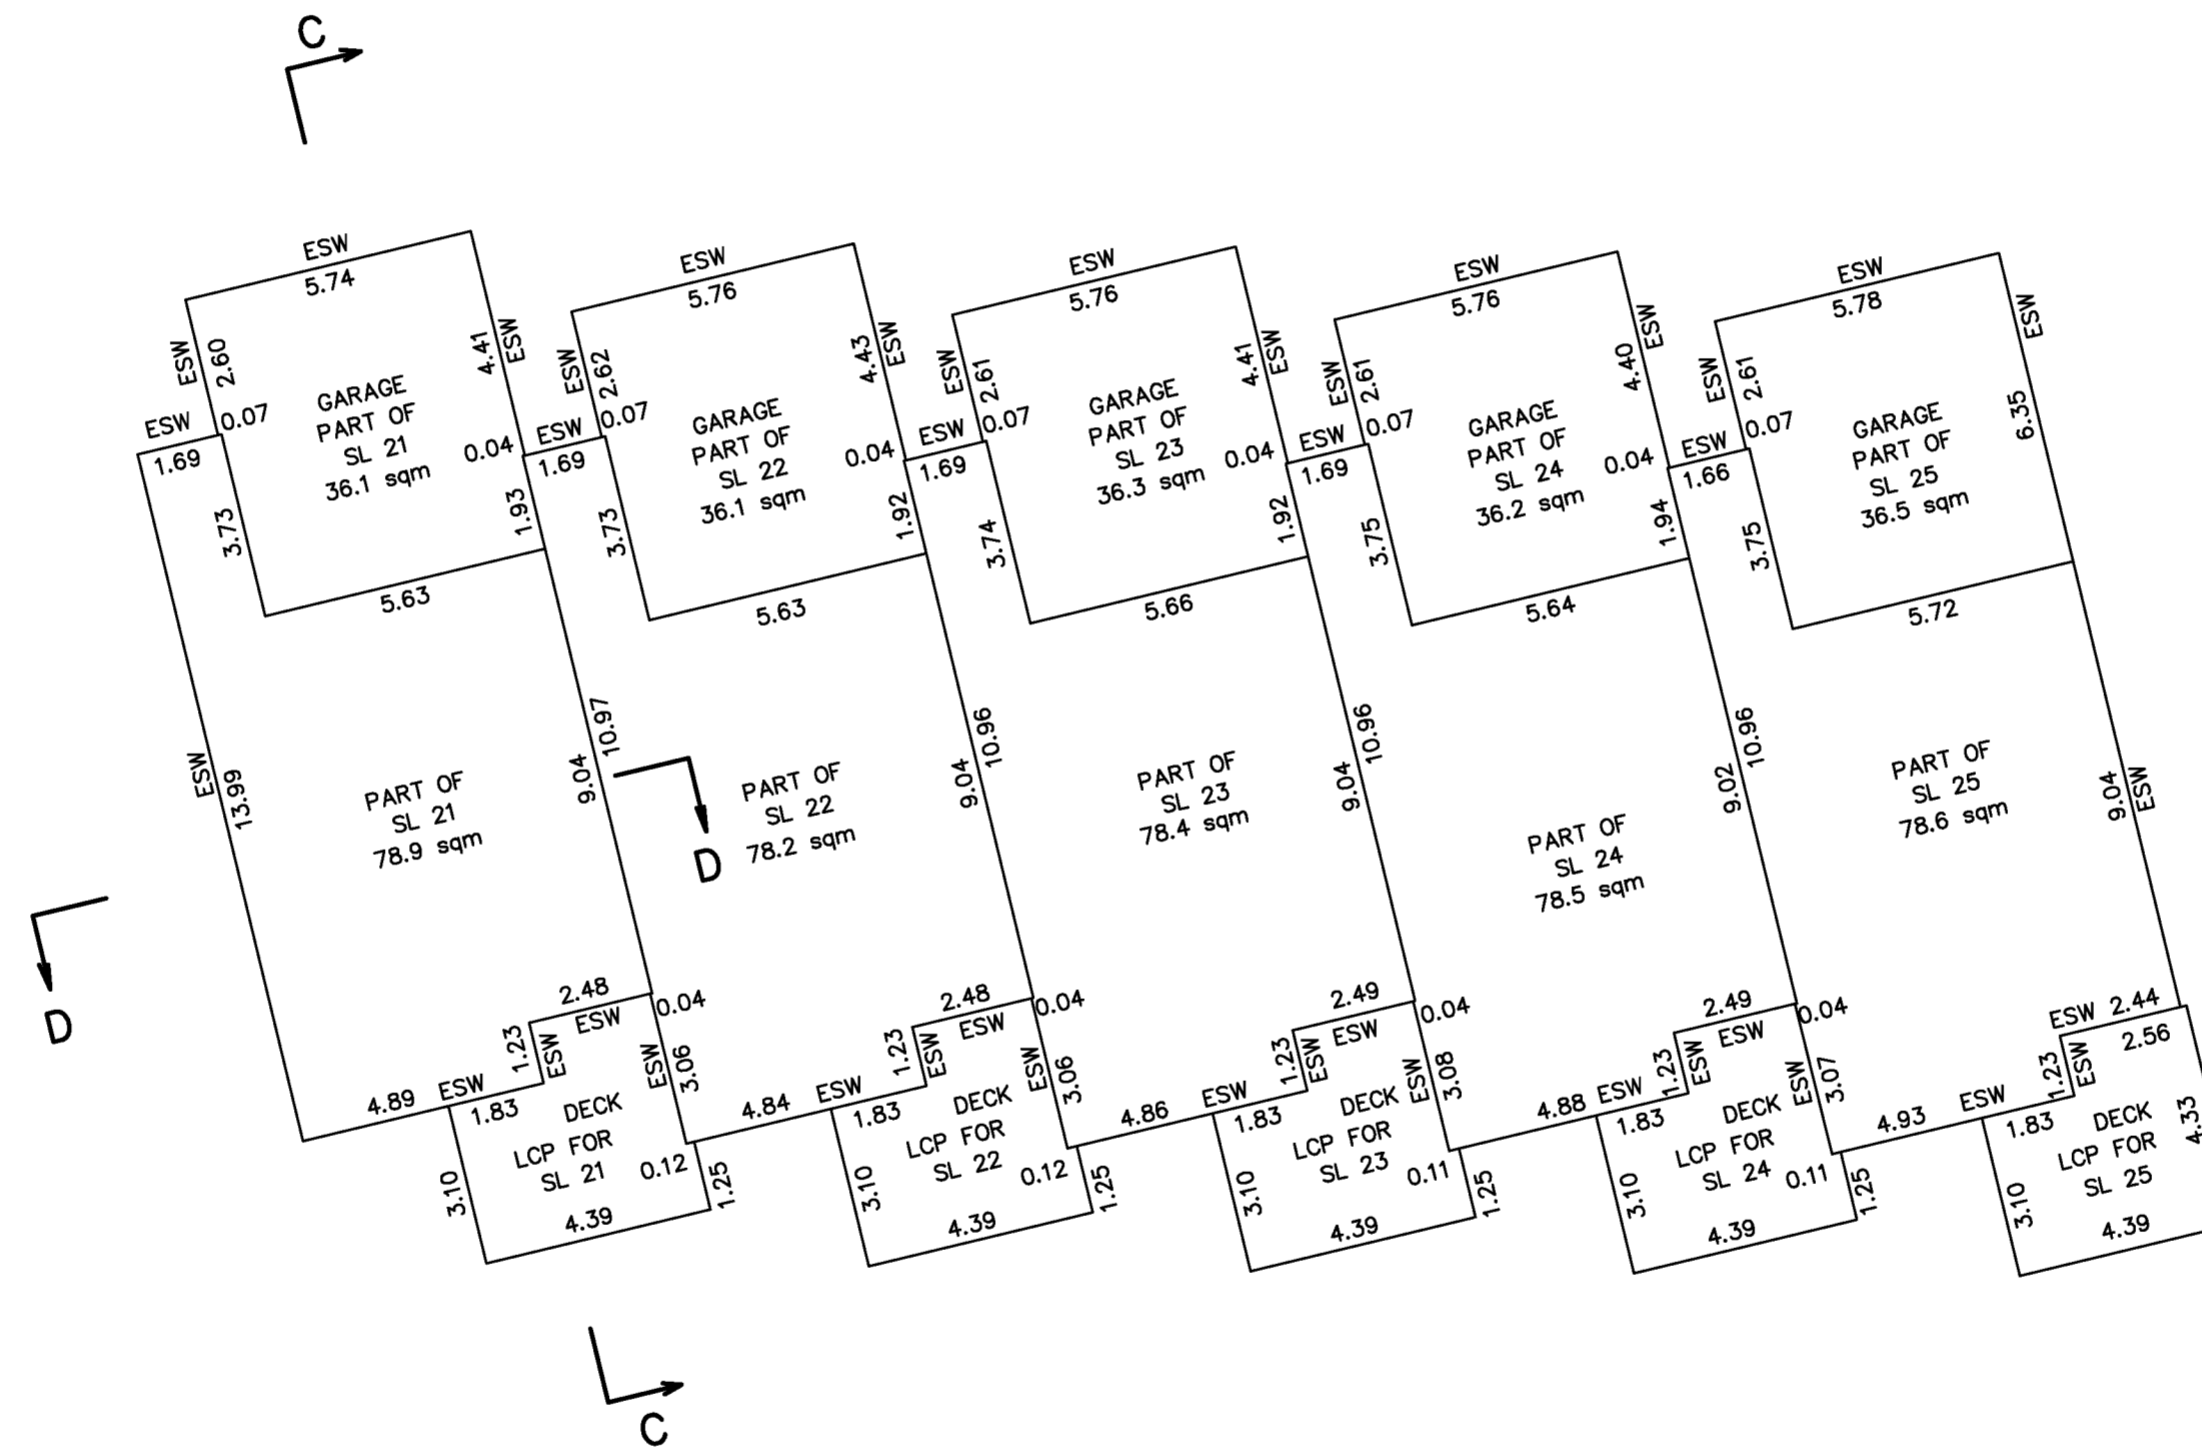 C
ESW
5.74
ESW
2.60
4.41
ESW
GARAGE
PART OF
SL 21
36.1 sqm
ESW
0.07
1.69
0.04
3.73
1.93
5.63
ESW
5.76
ESW
2.62
4.43
ESW
GARAGE
PART OF
SL 22
36.1 sqm
ESW
0.07
1.69
0.04
3.73
1.92
5.63
ESW
5.76
ESW
2.61
4.41
ESW
GARAGE
PART OF
SL 23
36.3 sqm
ESW
0.07
1.69
0.04
3.74
1.92
5.66
ESW
5.76
ESW
2.61
4.40
ESW
GARAGE
PART OF
SL 24
36.2 sqm
ESW
0.07
1.69
0.04
3.75
1.94
5.64
ESW
5.78
ESW
2.61
6.35
ESW
GARAGE
PART OF
SL 25
36.5 sqm
ESW
0.07
1.66
3.75
5.72
ESW
13.99
PART OF
SL 21
78.9 sqm
9.04
10.97
PART OF
SL 22
78.2 sqm
D
9.04
10.96
PART OF
SL 23
78.4 sqm
9.04
10.96
PART OF
SL 24
78.5 sqm
9.02
10.96
PART OF
SL 25
78.6 sqm
9.04
ESW
D
2.48
ESW
0.04
1.23
ESW
ESW
3.06
4.89
ESW
1.83
DECK
LCP FOR
SL 21
0.12
1.25
3.10
4.39
2.48
ESW
0.04
1.23
ESW
ESW
3.06
4.84
ESW
1.83
DECK
LCP FOR
SL 22
0.12
1.25
3.10
4.39
2.49
ESW
0.04
1.23
ESW
ESW
3.08
4.86
ESW
1.83
DECK
LCP FOR
SL 23
0.11
1.25
3.10
4.39
2.49
ESW
0.04
1.23
ESW
ESW
3.07
4.88
ESW
1.83
DECK
LCP FOR
SL 24
0.11
1.25
3.10
4.39
ESW
2.44
2.56
1.23
ESW
4.93
ESW
1.83
DECK
LCP FOR
SL 25
4.33
3.10
4.39
C